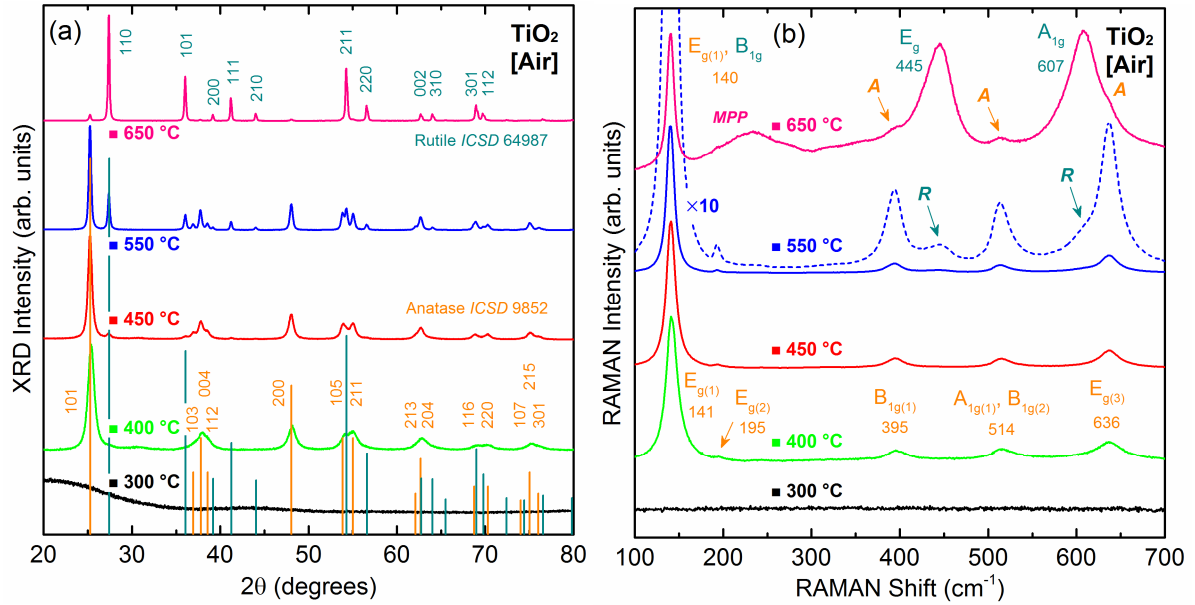 (a)
TiO₂
[Air]
110
101
200
111
210
211
220
002
310
301
112
■ 650 °C
Rutile ICSD 64987
■ 550 °C
Anatase ICSD 9852
■ 450 °C
101
103
004
112
200
105
211
213
204
116
220
107
215
301
■ 400 °C
■ 300 °C
XRD Intensity (arb. units)
20 30 40 50 60 70 80
2θ (degrees)
(b)
TiO₂
[Air]
Eg(1), B1g
140
Eg
445
A1g
607
A
A
A
MPP
■ 650 °C
R
R
×10
■ 550 °C
■ 450 °C
Eg(1)
141
Eg(2)
195
B1g(1)
395
A1g(1), B1g(2)
514
Eg(3)
636
■ 400 °C
■ 300 °C
RAMAN Intensity (arb. units)
100 200 300 400 500 600 700
RAMAN Shift (cm⁻¹)